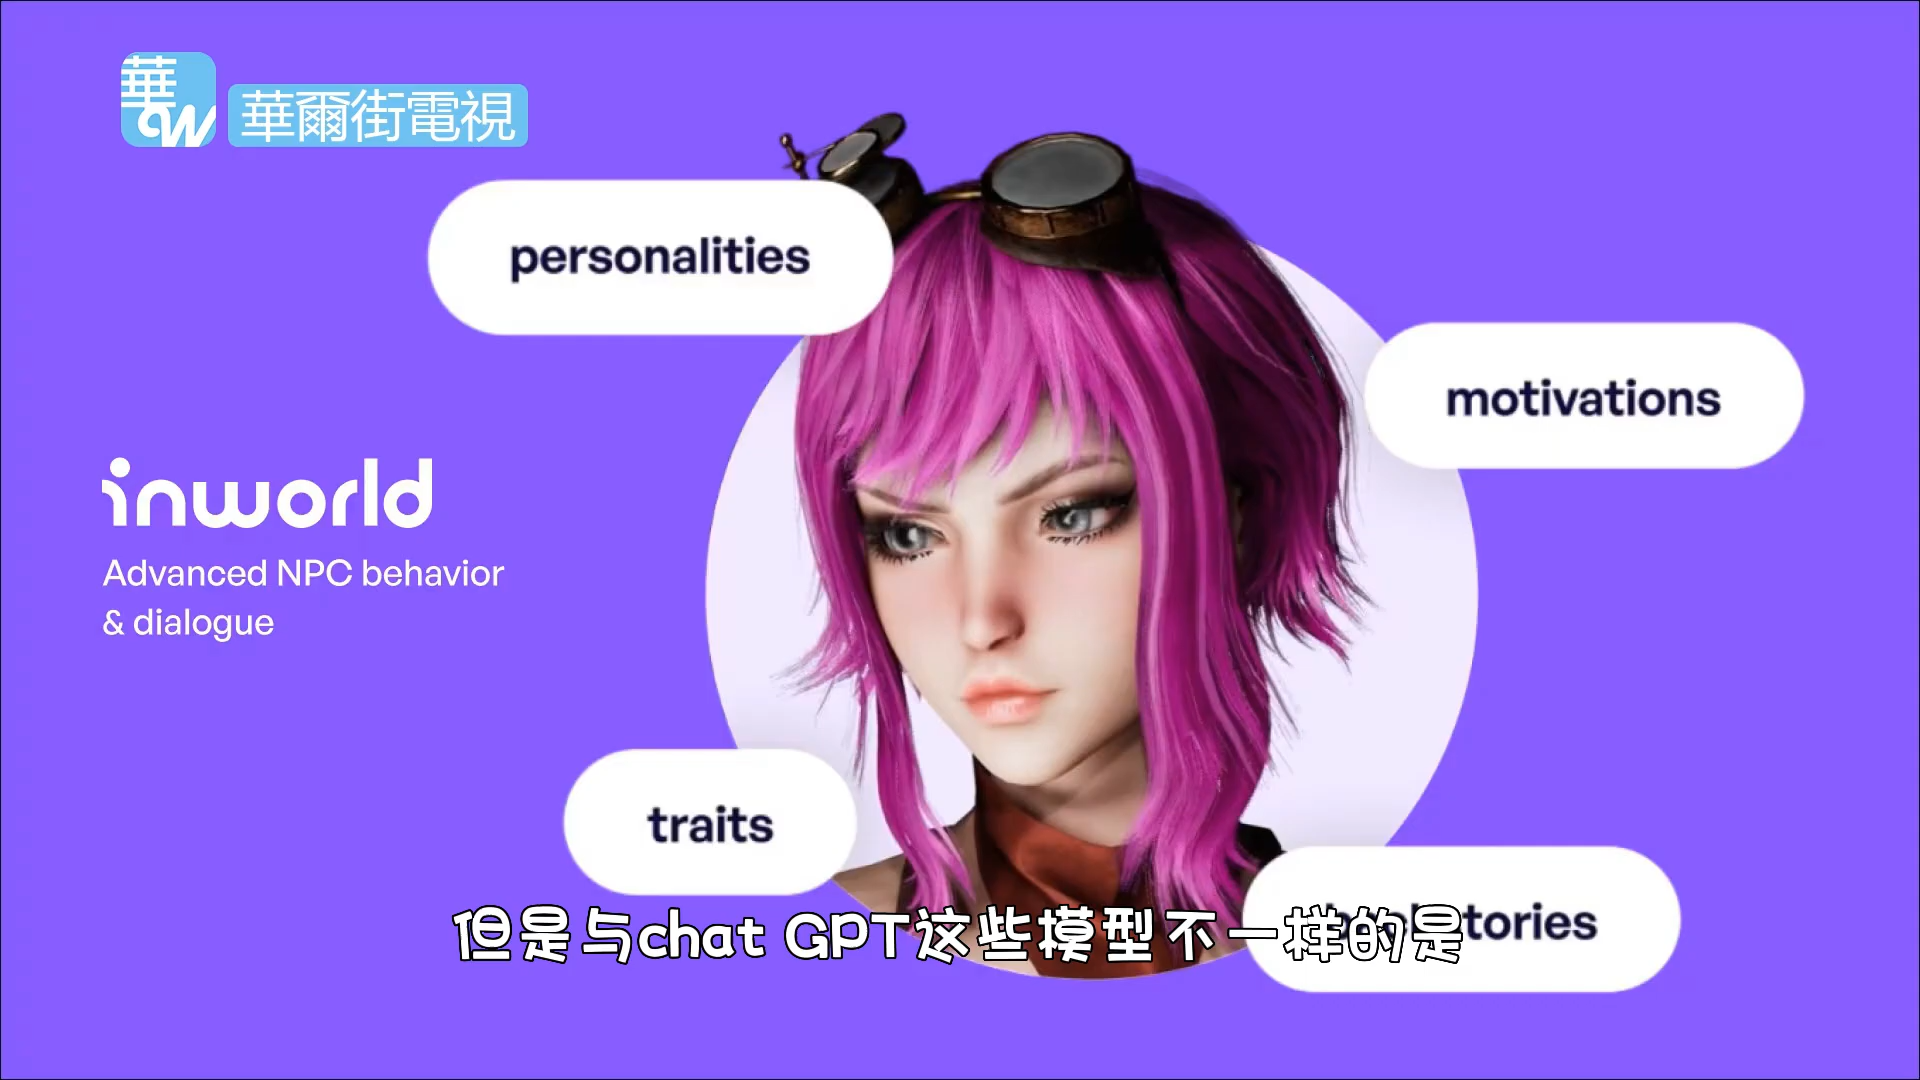 華
華爾街電視
personalities
motivations
inworld
Advanced NPC behavior
& dialogue
traits
但是与chat GPT这些模型不一样的是